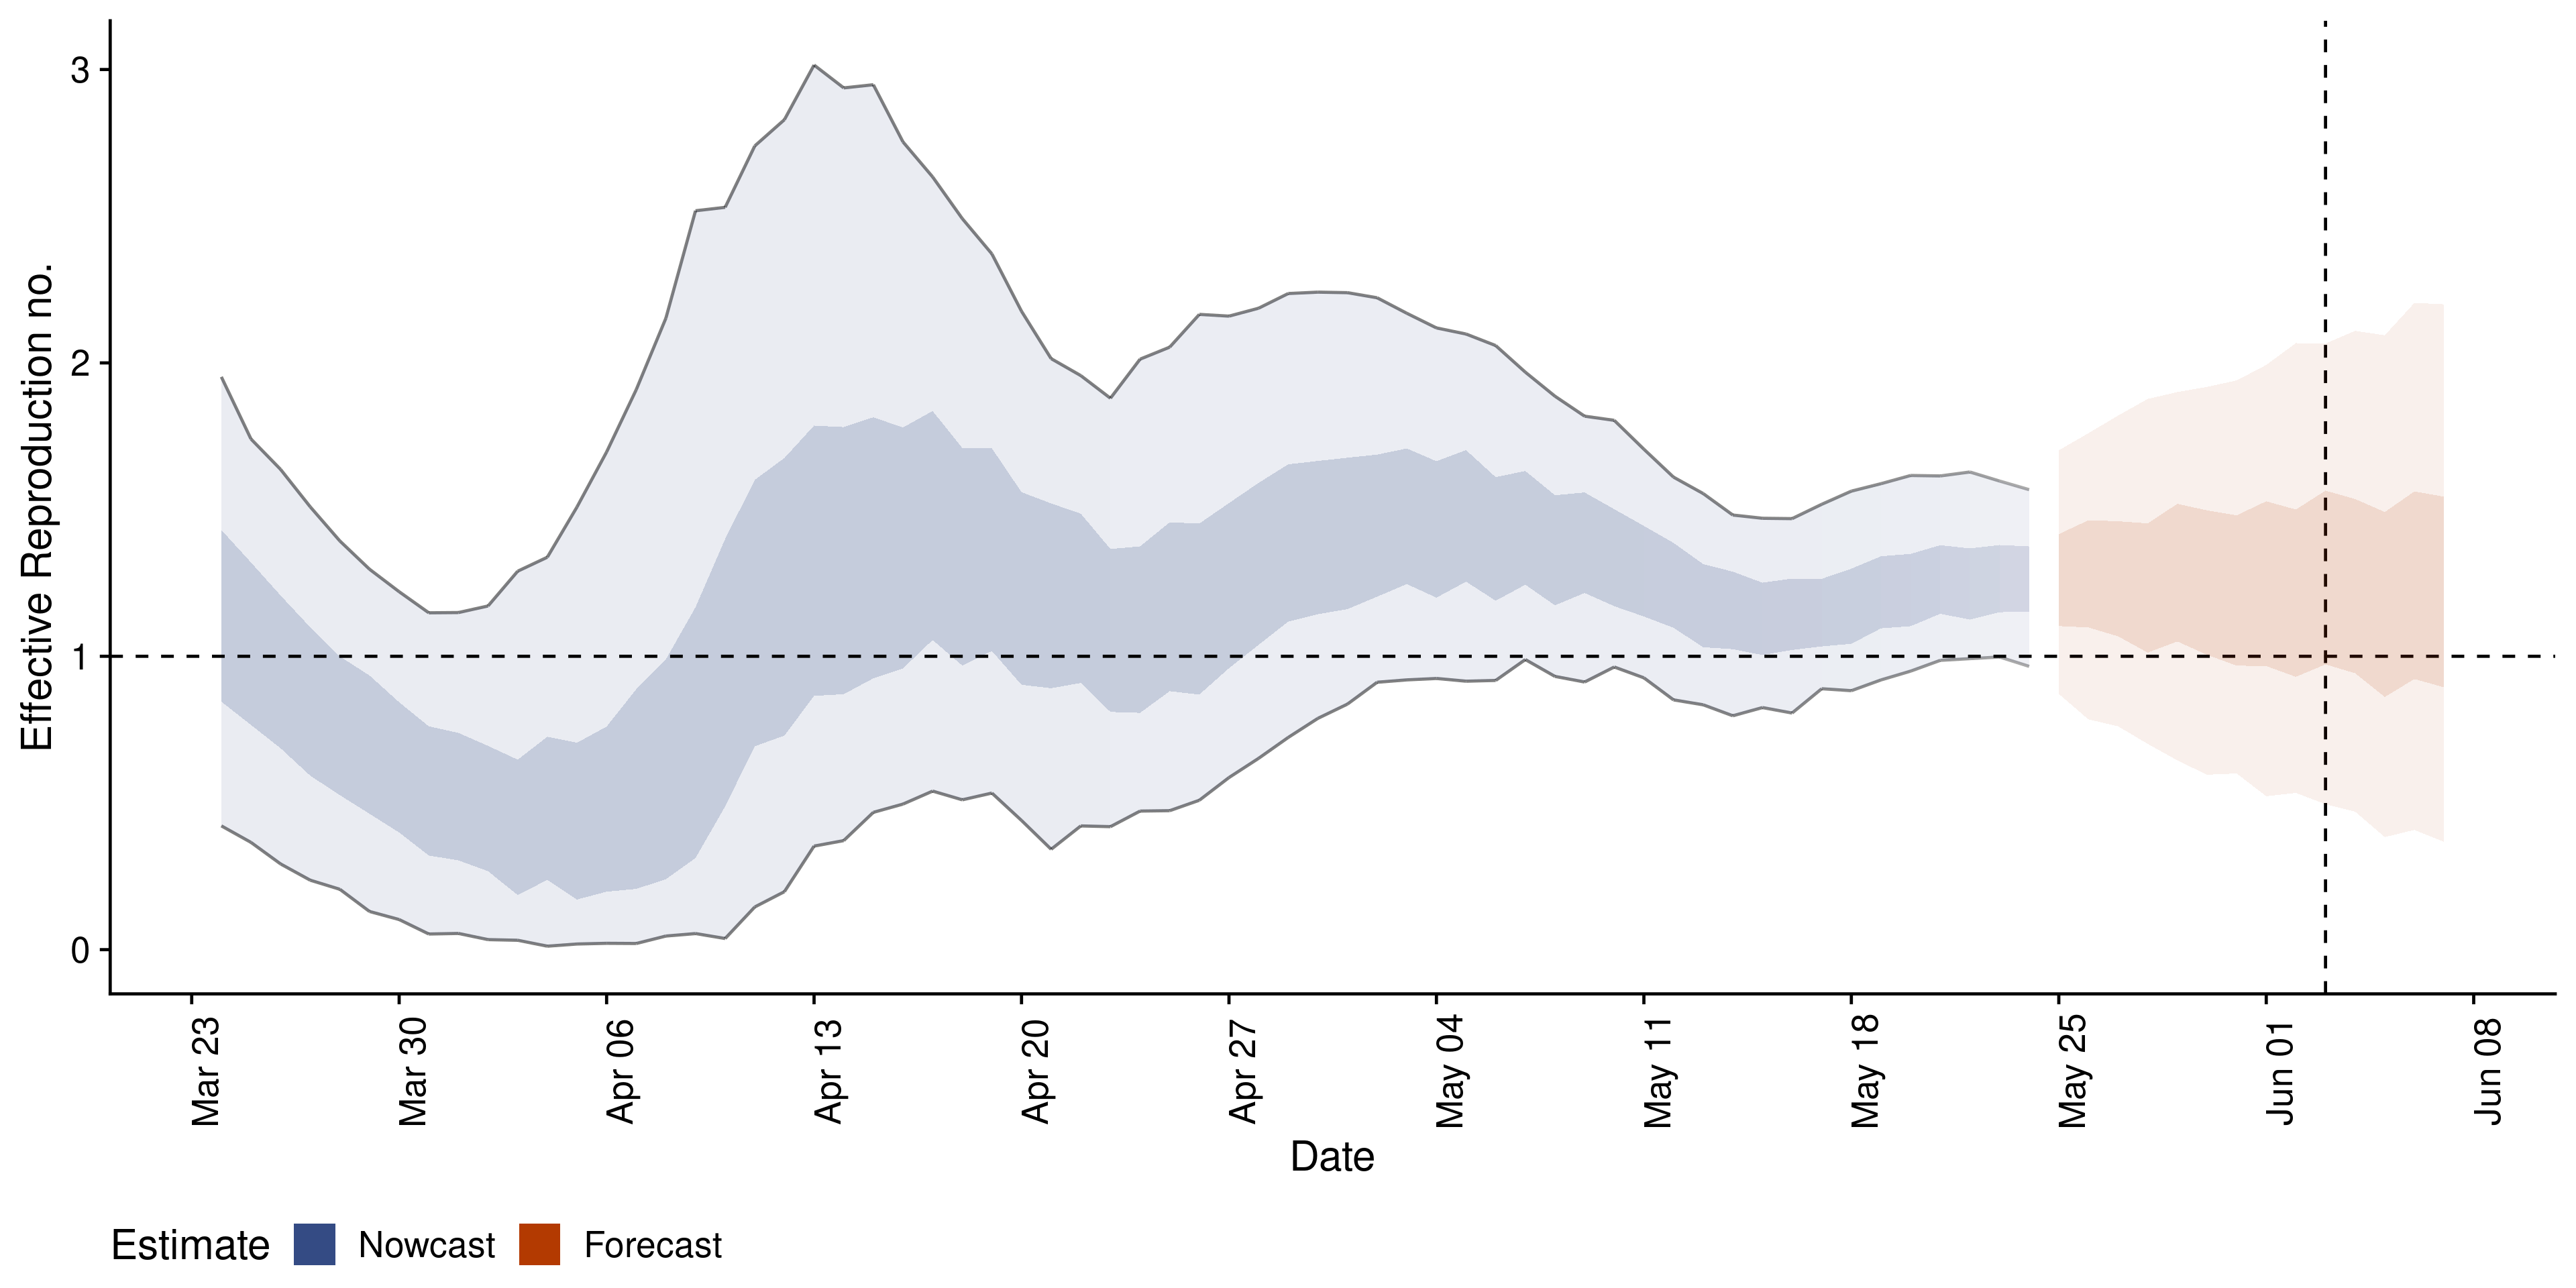 Effective Reproduction no.
3
2
1
0
Mar 23
Mar 30
Apr 06
Apr 13
Apr 20
Apr 27
May 04
May 11
May 18
May 25
Jun 01
Jun 08
Date
Estimate Nowcast Forecast